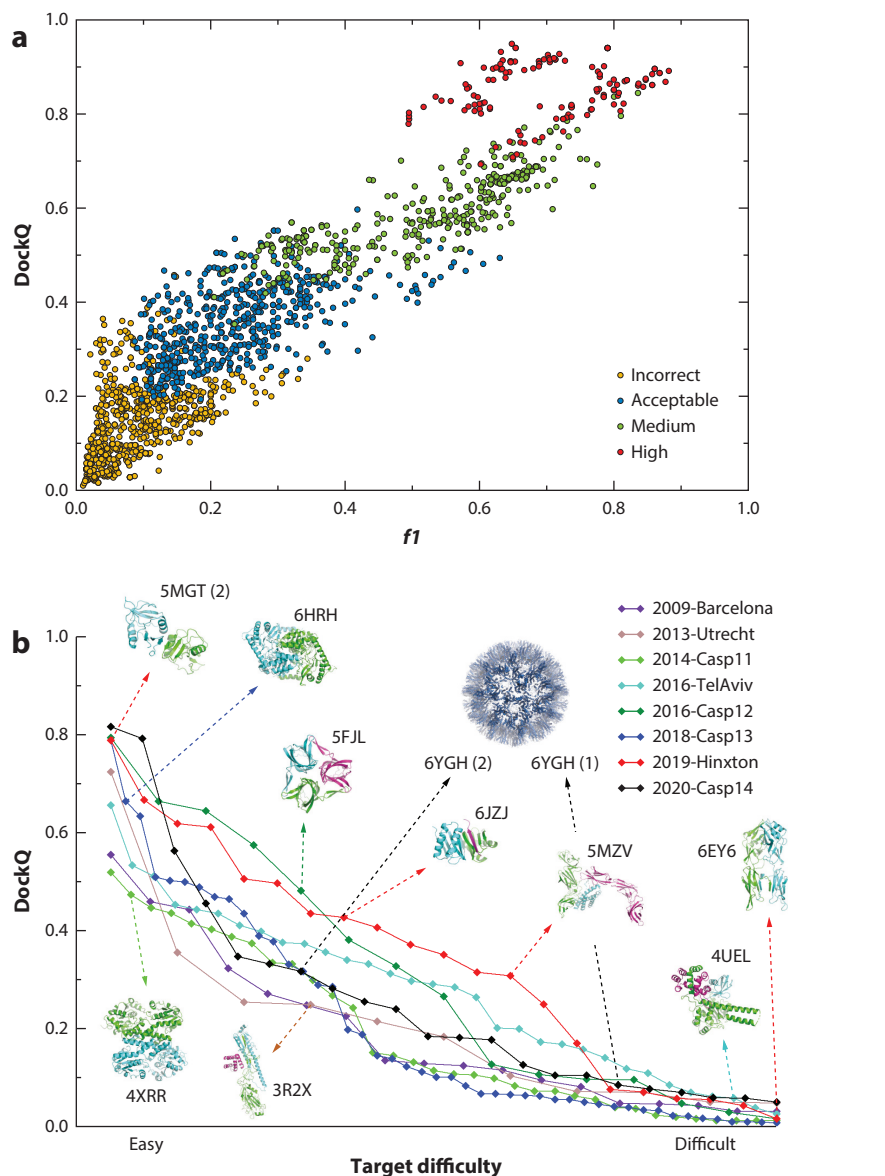 a
1.0
0.8
0.6
0.4
0.2
0.0
DockQ
0.0 0.2 0.4 0.6 0.8 1.0
f1
Incorrect
Acceptable
Medium
High
b
1.0
0.8
0.6
0.4
0.2
0.0
DockQ
5MGT (2)
6HRH
5FJL
6YGH (2)
6YGH (1)
6JZJ
5MZV
6EY6
4UEL
4XRR
3R2X
2009-Barcelona
2013-Utrecht
2014-Casp11
2016-TelAviv
2016-Casp12
2018-Casp13
2019-Hinxton
2020-Casp14
Easy Difficult
Target difficulty